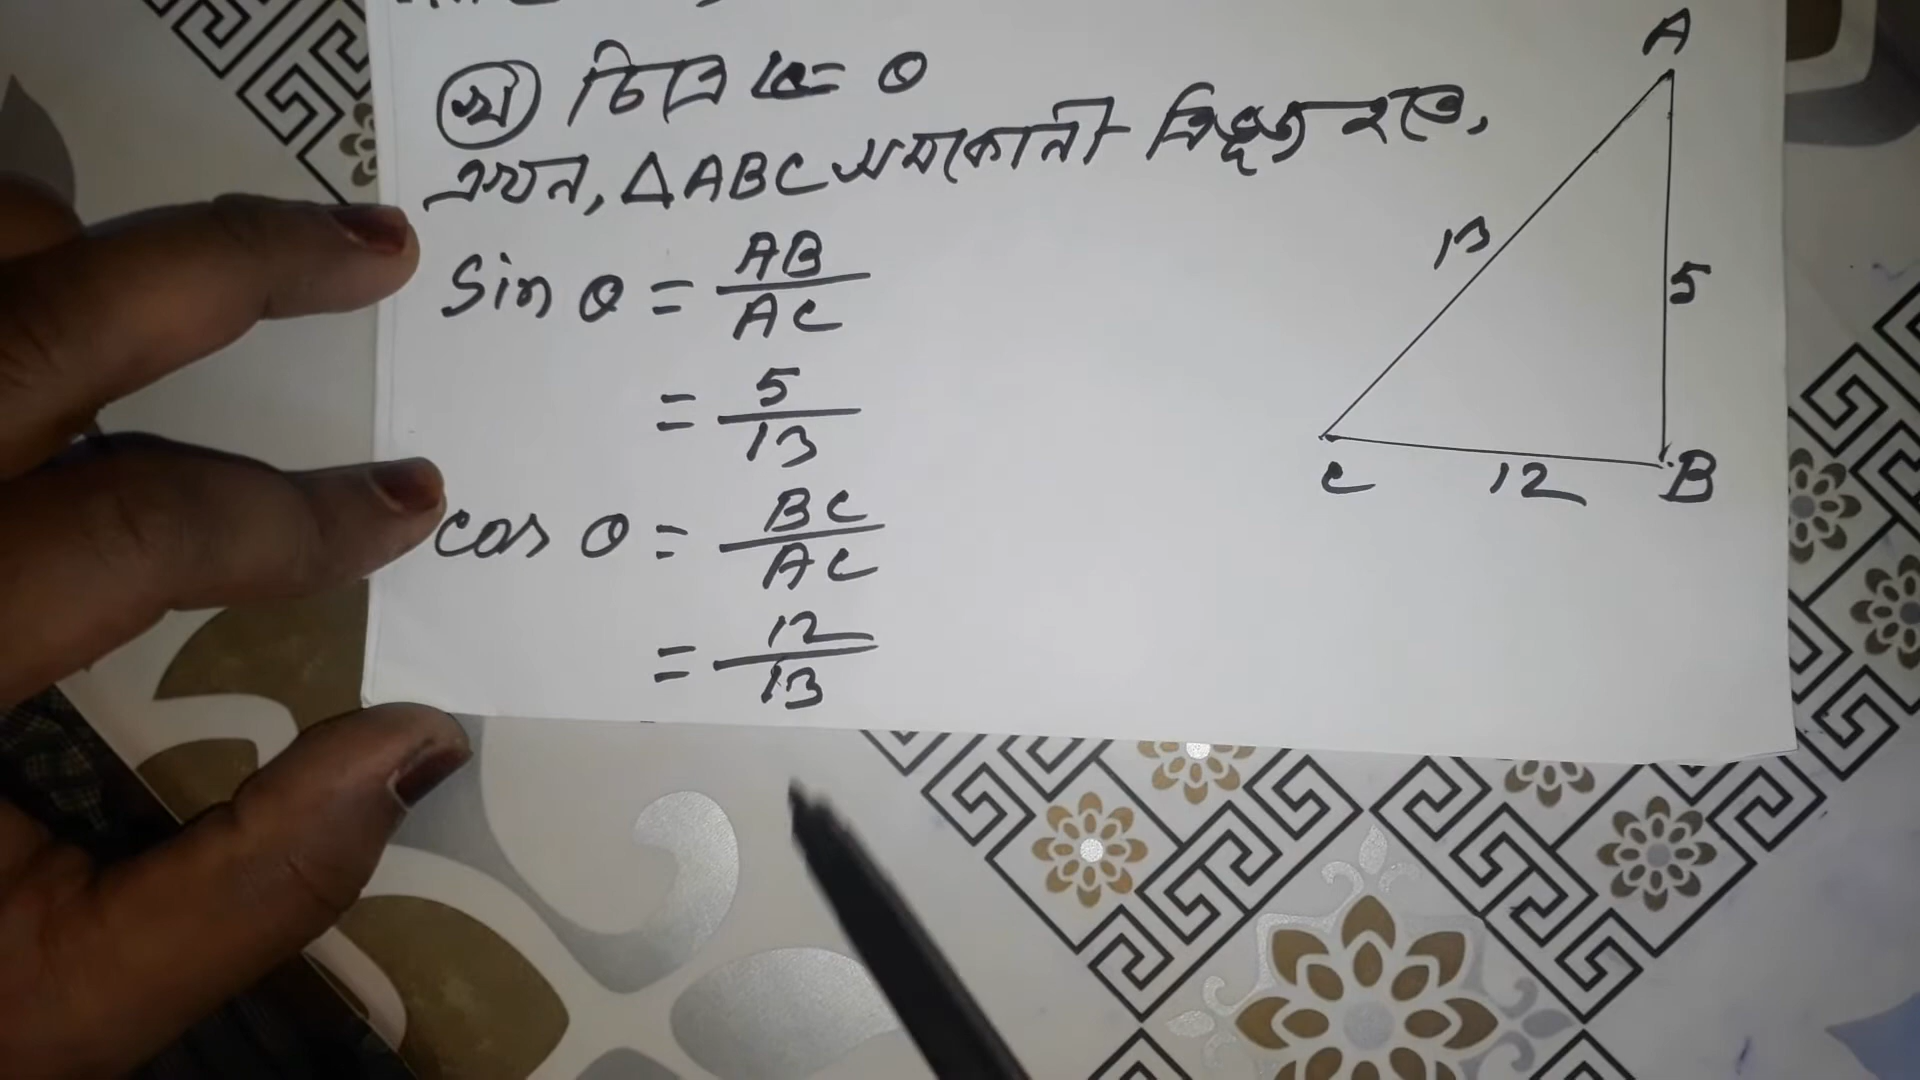 (খ) চিত্রে ∠C = θ
এখন, △ABC সমকোনী ত্রিভুজ হতে,
Sin θ = AB/AC
= 5/13
cos θ = BC/AC
= 12/13
A
13
5
C 12 B